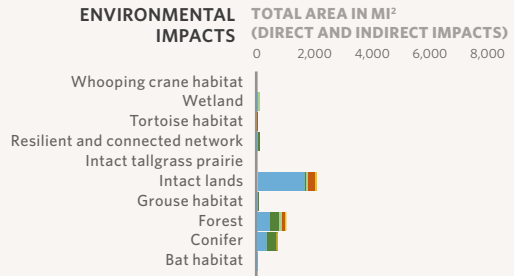 ENVIRONMENTAL IMPACTS
TOTAL AREA IN MI²
(DIRECT AND INDIRECT IMPACTS)
0 2,000 4,000 6,000 8,000
Whooping crane habitat
Wetland
Tortoise habitat
Resilient and connected network
Intact tallgrass prairie
Intact lands
Grouse habitat
Forest
Conifer
Bat habitat